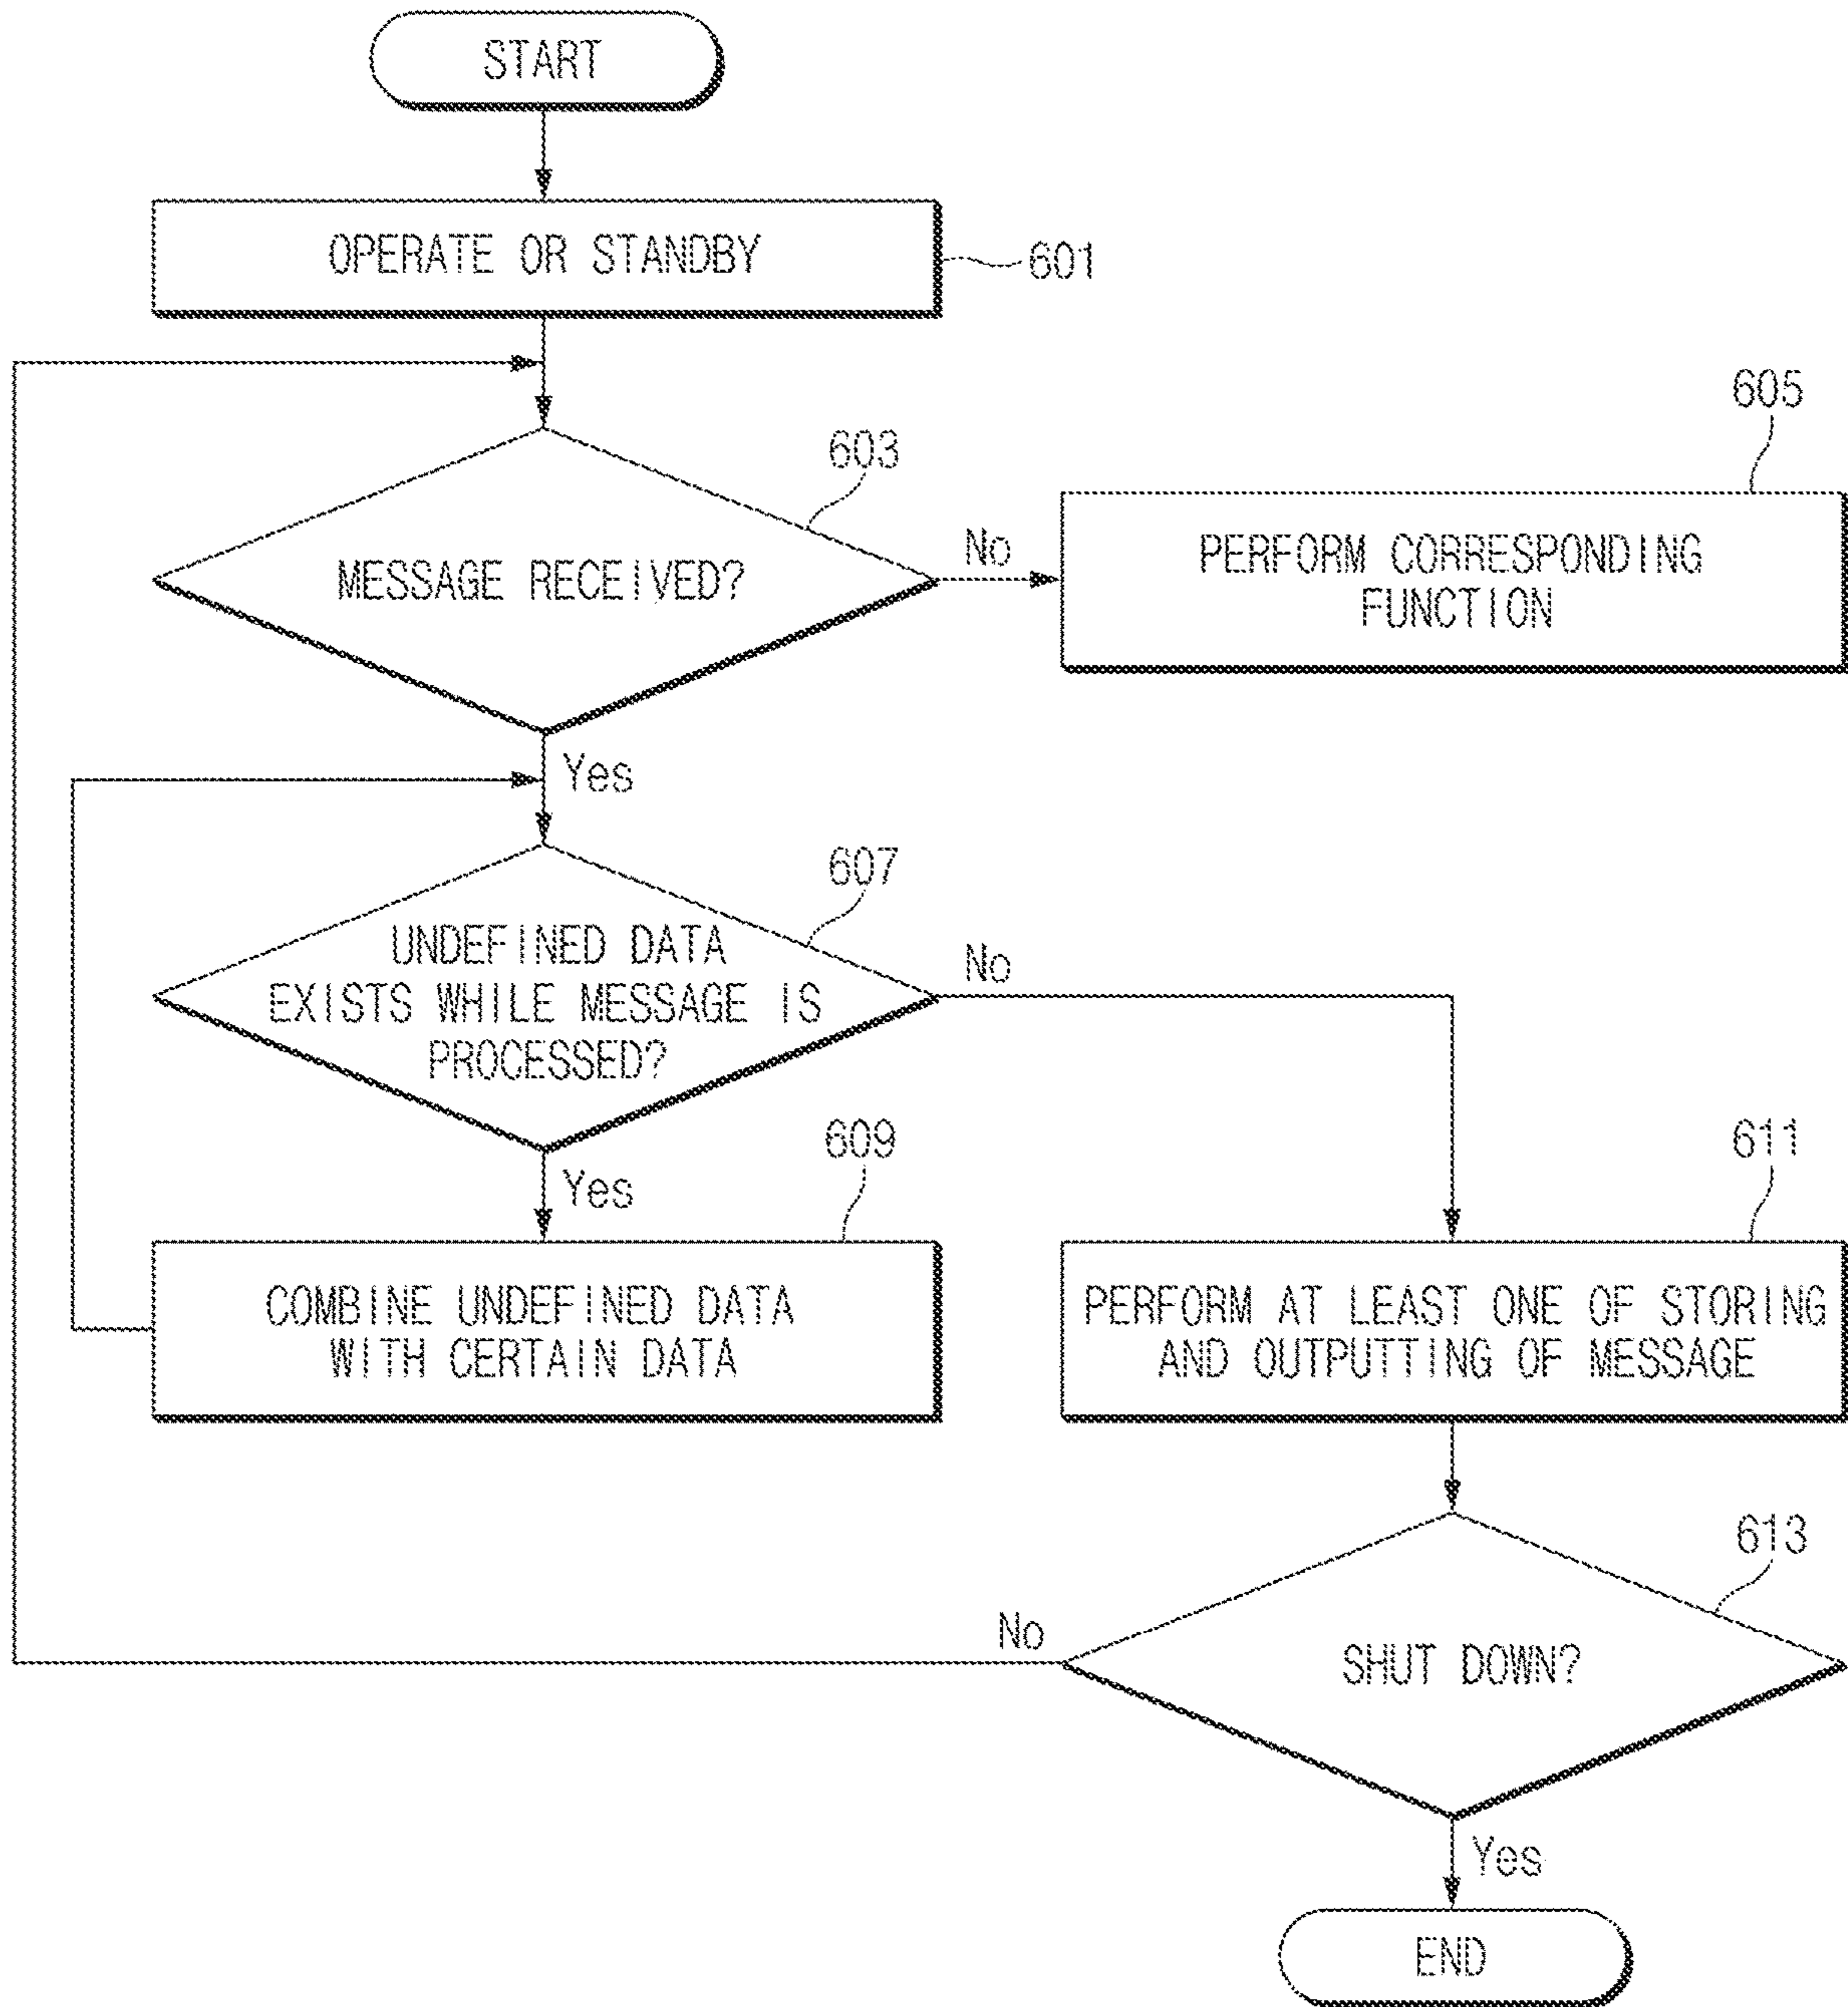 START
OPERATE OR STANDBY
601
603
605
MESSAGE RECEIVED?
No
PERFORM CORRESPONDING
FUNCTION
Yes
607
UNDEFINED DATA
EXISTS WHILE MESSAGE IS
PROCESSED?
No
Yes
609
611
COMBINE UNDEFINED DATA
WITH CERTAIN DATA
PERFORM AT LEAST ONE OF STORING
AND OUTPUTTING OF MESSAGE
613
No
SHUT DOWN?
Yes
END